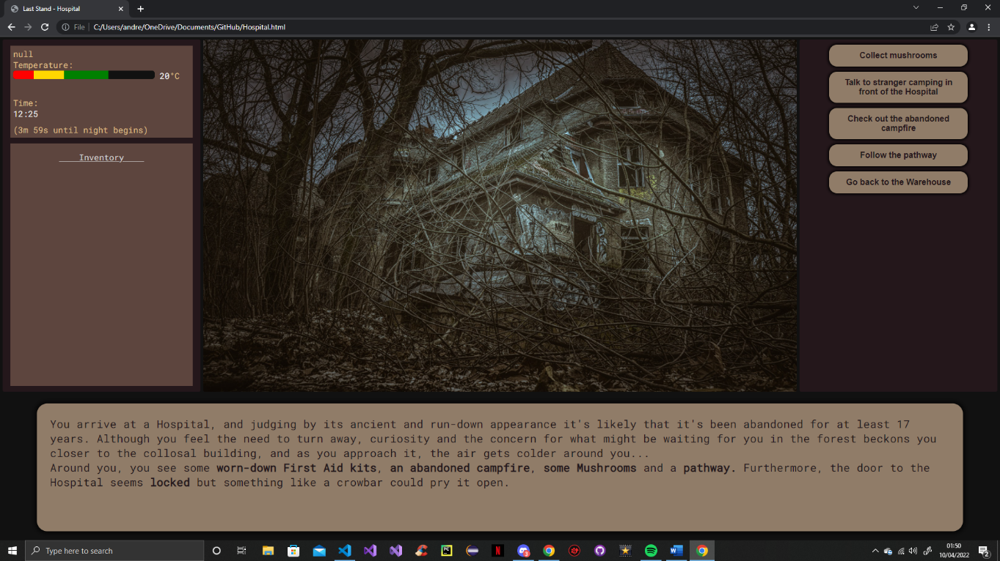 Last Stand - Hospital
File
C:/Users/andre/OneDrive/Documents/GitHub/Hospital.html
null
Temperature:
20°C
Time:
12:25
(3m 59s until night begins)
Inventory
Collect mushrooms
Talk to stranger camping in
front of the Hospital
Check out the abandoned
campfire
Follow the pathway
Go back to the Warehouse
You arrive at a Hospital, and judging by its ancient and run-down appearance it's likely that it's been abandoned for at least 17
years. Although you feel the need to turn away, curiosity and the concern for what might be waiting for you in the forest beckons you
closer to the collosal building, and as you approach it, the air gets colder around you...
Around you, you see some worn-down First Aid kits, an abandoned campfire, some Mushrooms and a pathway. Furthermore, the door to the
Hospital seems locked but something like a crowbar could pry it open.
Type here to search
01:50
10/04/2022